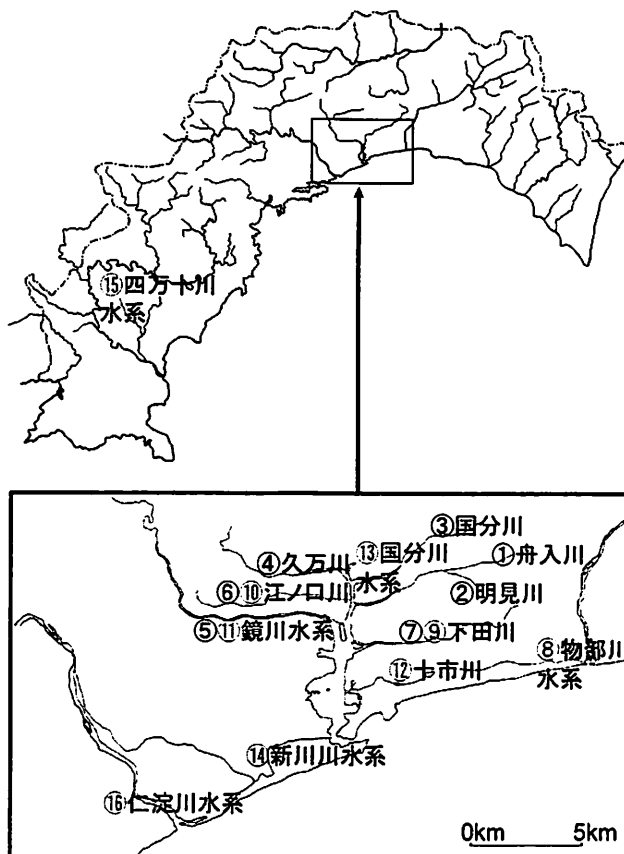 ⑮四万十川
水系
③国分川
④久万川
⑬国分川
水系
①舟入川
⑥⑩江ノ口川
②明見川
⑤⑪鏡川水系
⑦⑨下田川
⑧物部川
水系
⑫十市川
⑭新川川水系
⑯仁淀川水系
0km 5km